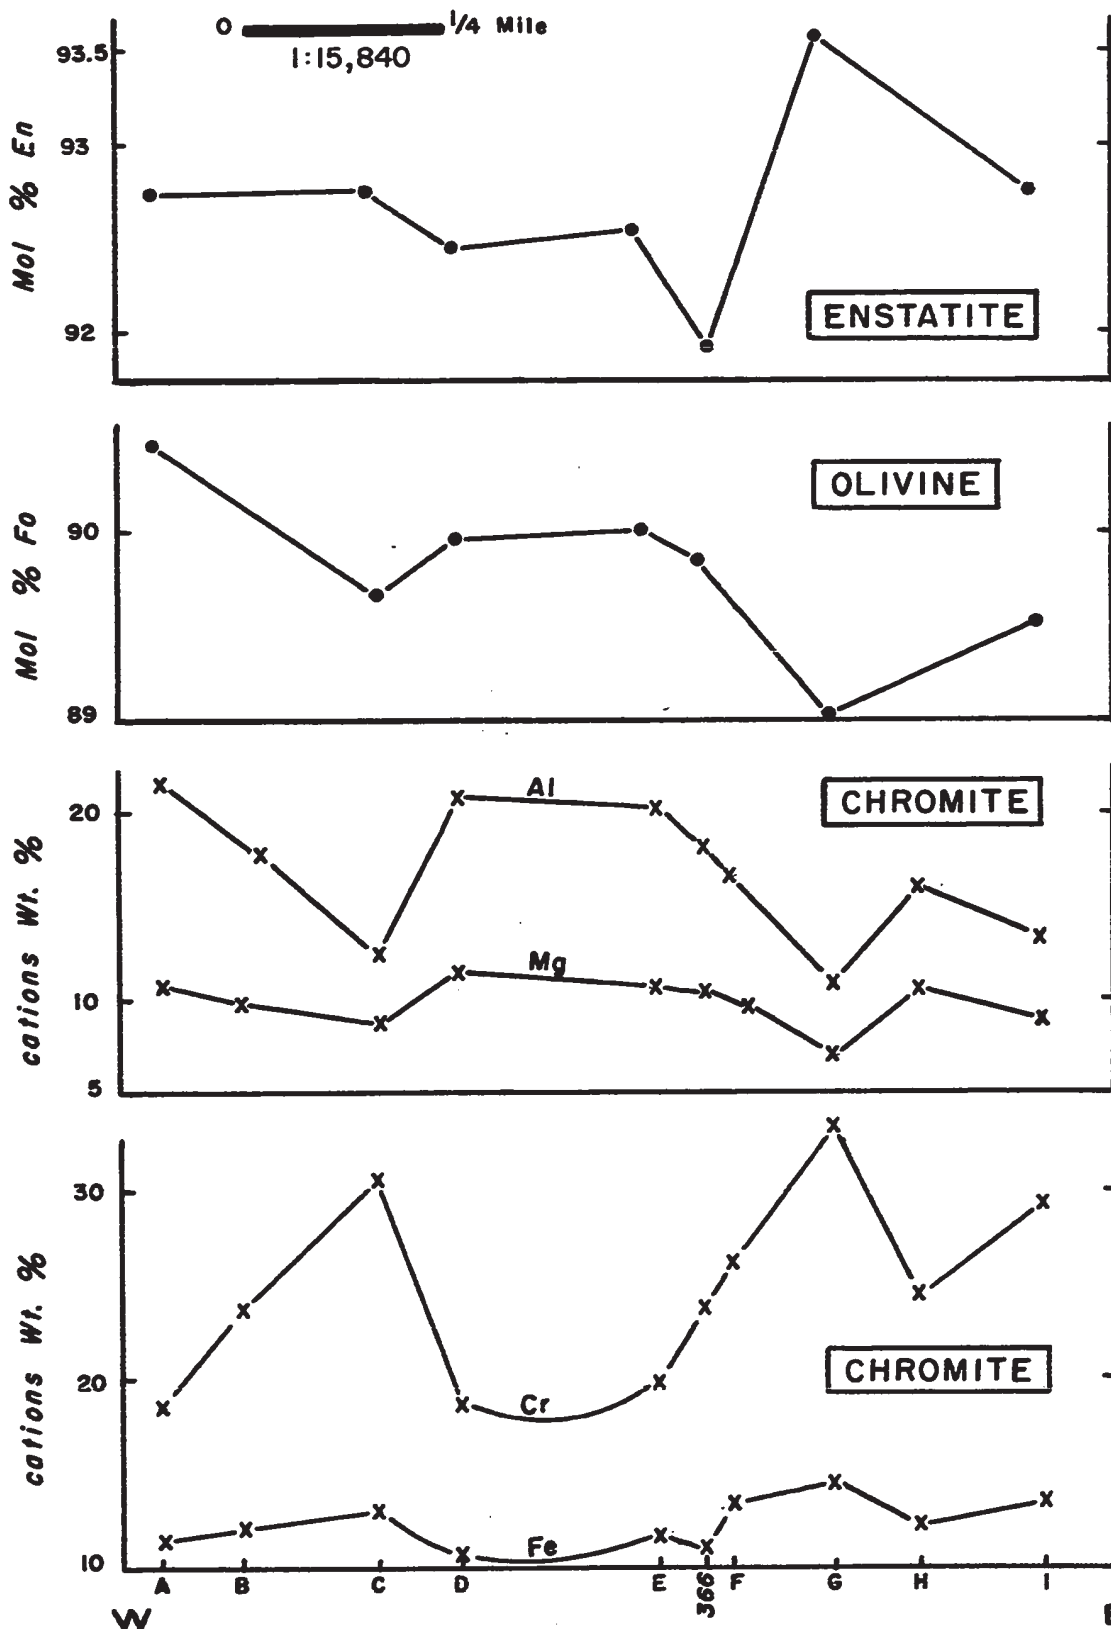 0 1/4 Mile
1:15,840
93.5
93
92
Mol % En
ENSTATITE
90
89
Mol % Fo
OLIVINE
20
10
5
cations Wt. %
Al
Mg
CHROMITE
30
20
10
cations Wt. %
Cr
Fe
CHROMITE
A B C D E 366 F G H I
W